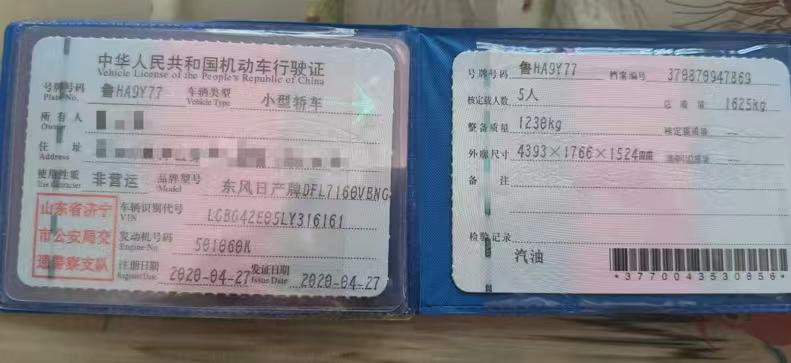 中华人民共和国机动车行驶证
Vehicle License of the People's Republic of China
号牌号码 鲁HA9Y77 车辆类型 小型轿车
Plate No. Vehicle Type
所有人
Owner
住址
Address
使用性质 非营运 品牌型号 东风日产牌DFL7160VBNG
Use Character Model
山东省济宁
市公安局交
通警察支队
车辆识别代号 LGBG42E05LY316161
VIN
发动机号码 501060K
Engine No.
注册日期 2020-04-27 发证日期 2020-04-27
Register Date Issue Date
号牌号码 鲁HA9Y77 档案编号 370879947869
核定载人数 5人 总质量 1625kg
整备质量 1230kg 核定载质量
外廓尺寸 4393×1766×1524mm
备注
检验记录
汽油
*3770043530856*